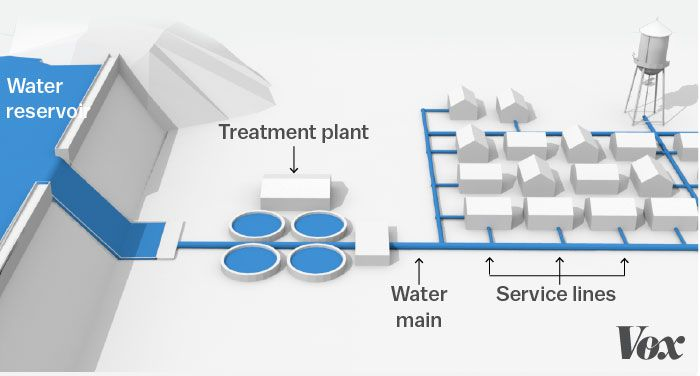 Water
reservoir
Treatment plant
Water
main
Service lines
Vox